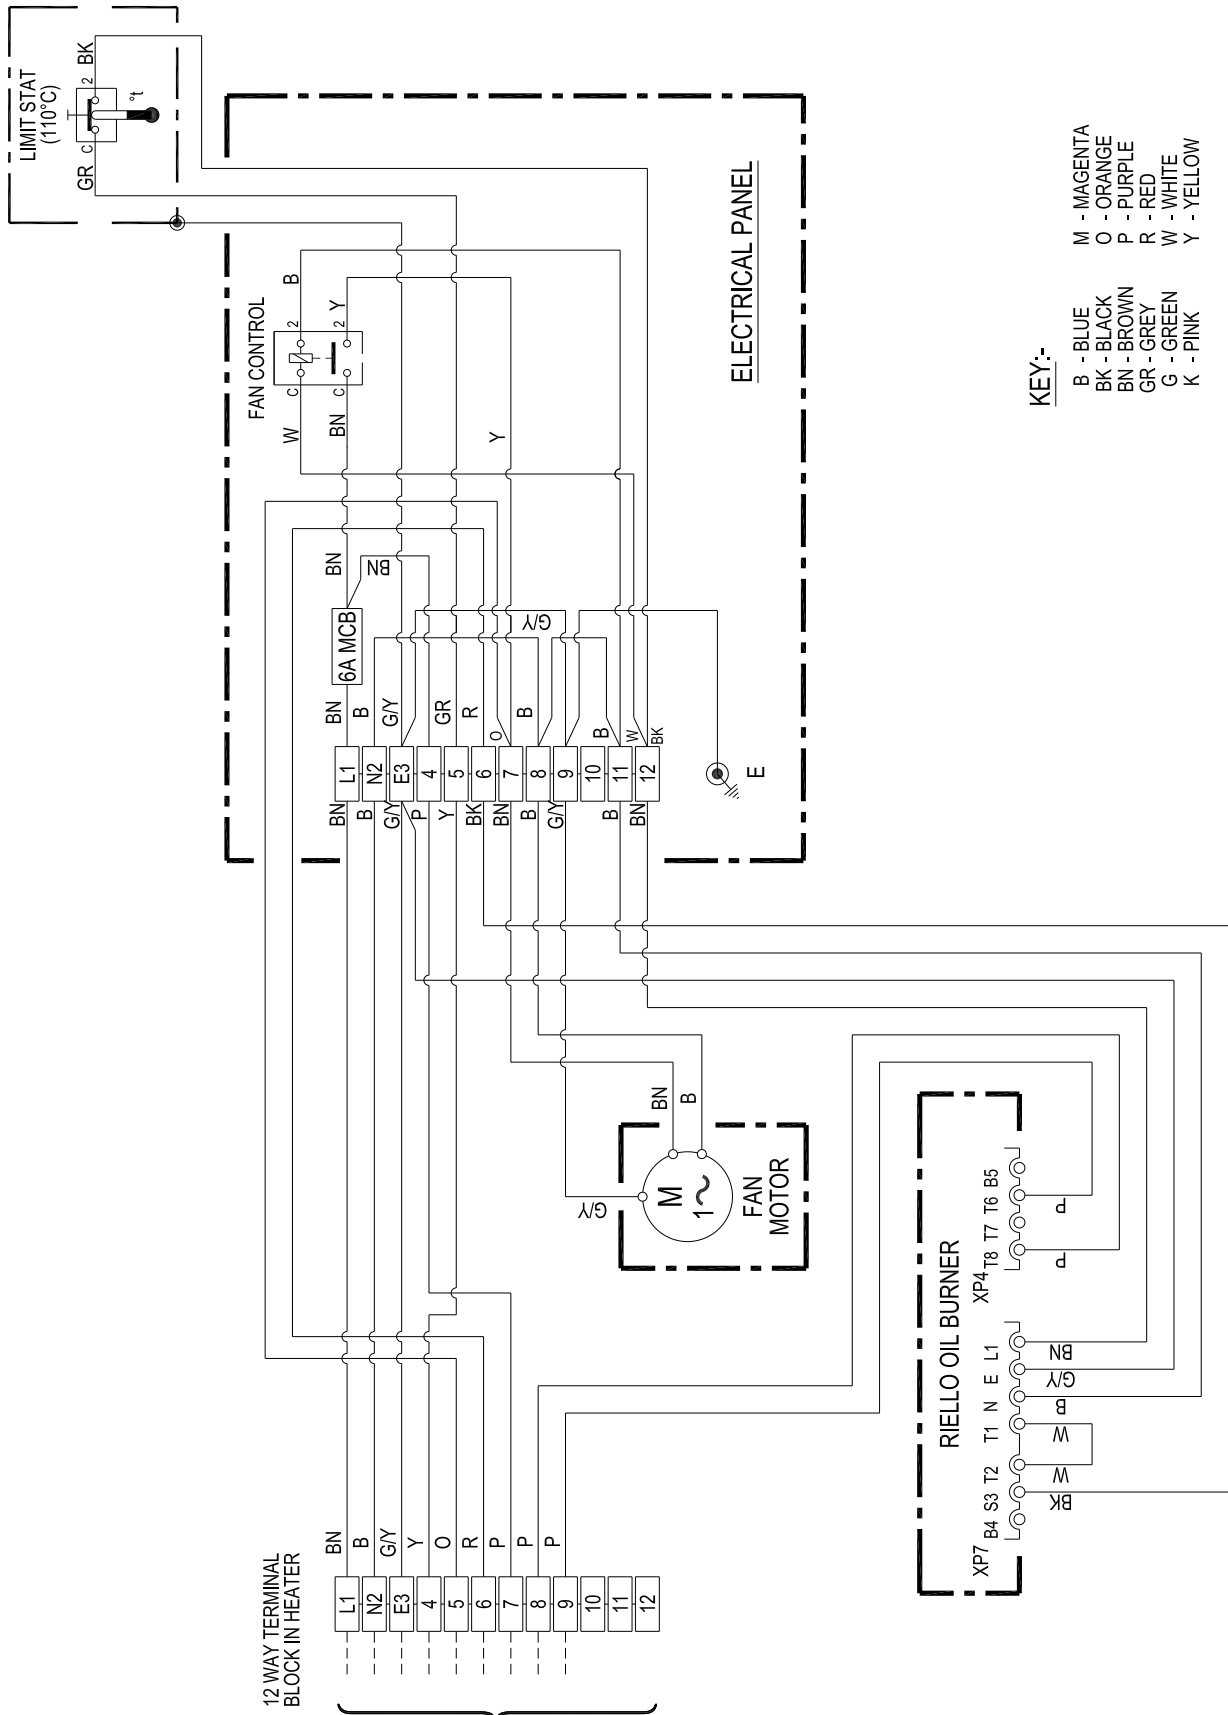 LIMIT STAT
(110°C)
GR
C
2
BK
°t
FAN CONTROL
W
C
2
B
BN
C
2
Y
ELECTRICAL PANEL
Y
BN
6A MCB
BN
BN
B
G/Y
GR
R
O
B
G/Y
B
W
BK
L1
N2
E3
4
5
6
7
8
9
10
11
12
BN
B
G/Y
P
Y
BK
BN
B
G/Y
B
BN
E
KEY:-
B - BLUE
BK - BLACK
BN - BROWN
GR - GREY
G - GREEN
K - PINK
M - MAGENTA
O - ORANGE
P - PURPLE
R - RED
W - WHITE
Y - YELLOW
BN
B
G/Y
M
1~
FAN
MOTOR
RIELLO OIL BURNER
XP4
T8 T7 T6 B5
P
P
XP7
B4 S3 T2 T1 N E L1
BK
W
W
B
G/Y
BN
12 WAY TERMINAL
BLOCK IN HEATER
BN
B
G/Y
Y
O
R
P
P
P
L1
N2
E3
4
5
6
7
8
9
10
11
12